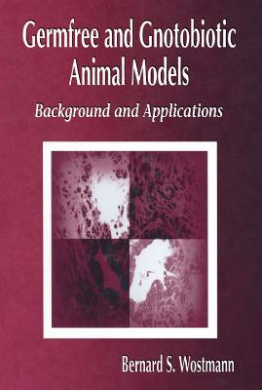 Germfree and Gnotobiotic
Animal Models
Background and Applications
Bernard S. Wostmann